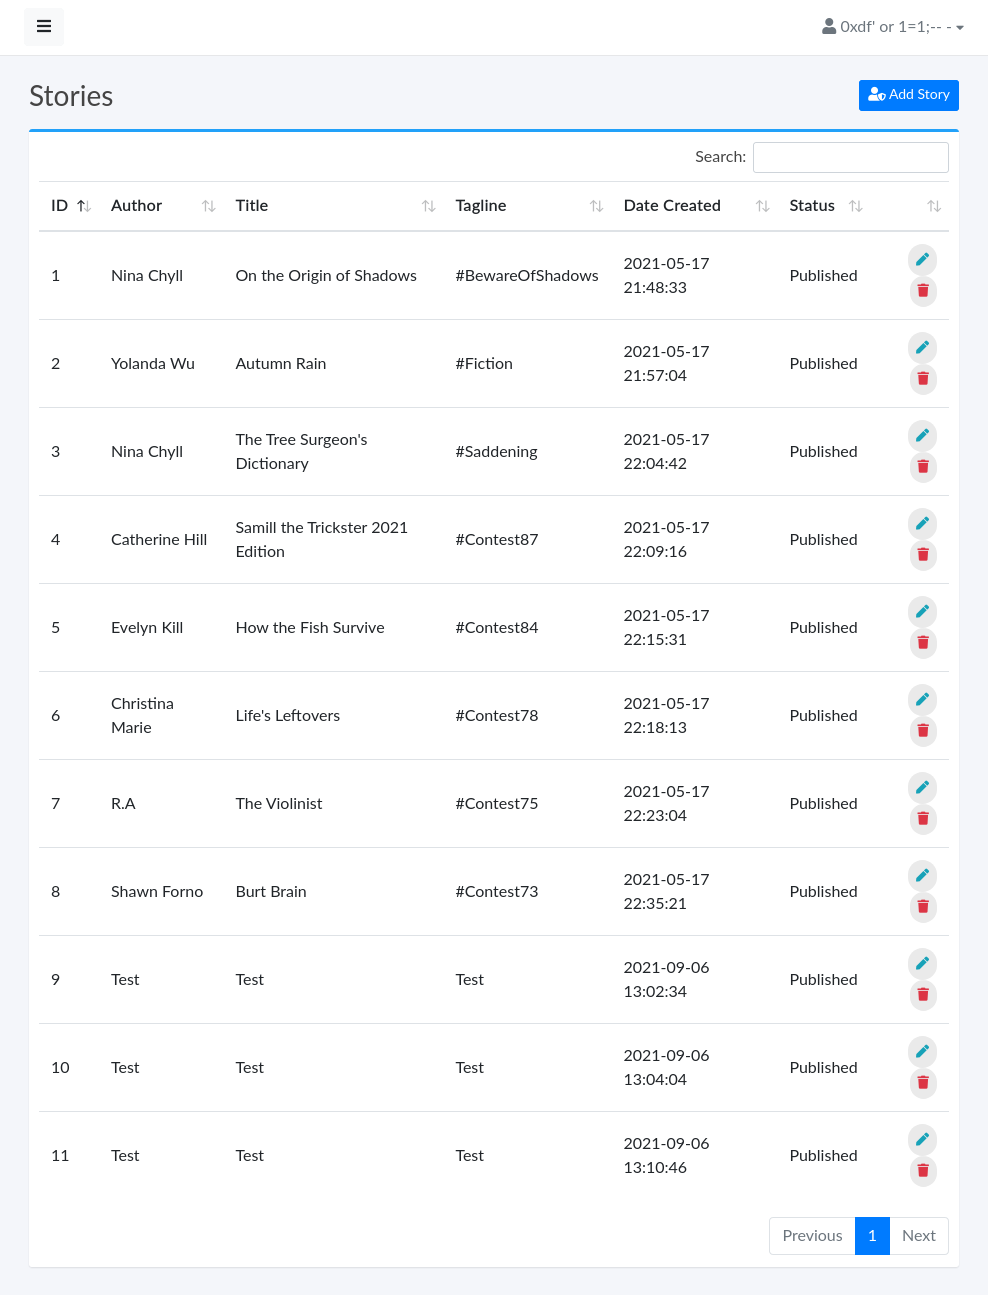 0xdf' or 1=1;-- -
Stories
Add Story
Search:
ID Author Title Tagline Date Created Status
1 Nina Chyll On the Origin of Shadows #BewareOfShadows 2021-05-17 21:48:33 Published
2 Yolanda Wu Autumn Rain #Fiction 2021-05-17 21:57:04 Published
3 Nina Chyll The Tree Surgeon's Dictionary #Saddening 2021-05-17 22:04:42 Published
4 Catherine Hill Samill the Trickster 2021 Edition #Contest87 2021-05-17 22:09:16 Published
5 Evelyn Kill How the Fish Survive #Contest84 2021-05-17 22:15:31 Published
6 Christina Marie Life's Leftovers #Contest78 2021-05-17 22:18:13 Published
7 R.A The Violinist #Contest75 2021-05-17 22:23:04 Published
8 Shawn Forno Burt Brain #Contest73 2021-05-17 22:35:21 Published
9 Test Test Test 2021-09-06 13:02:34 Published
10 Test Test Test 2021-09-06 13:04:04 Published
11 Test Test Test 2021-09-06 13:10:46 Published
Previous 1 Next